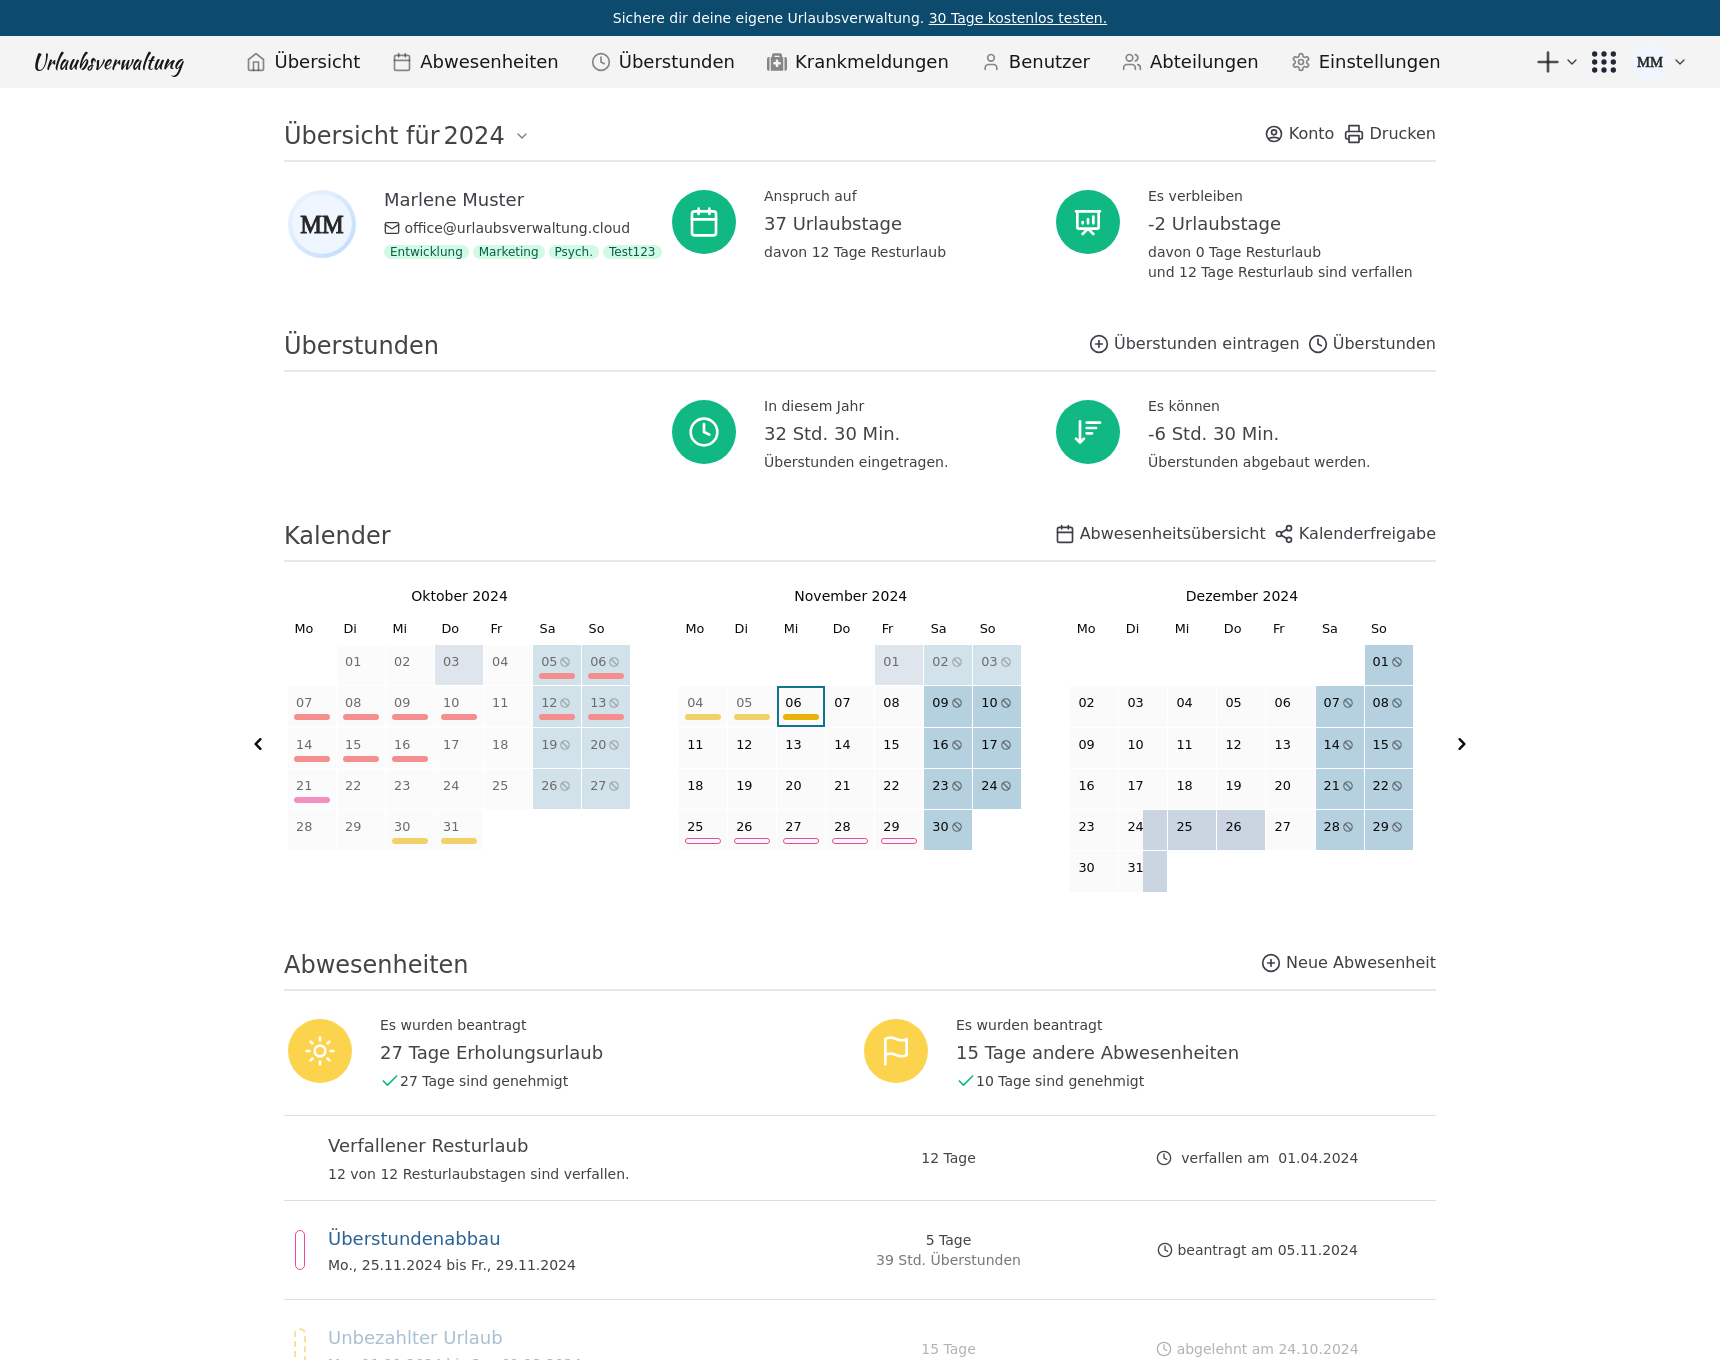 Sichere dir deine eigene Urlaubsverwaltung. 30 Tage kostenlos testen.
Urlaubsverwaltung Übersicht Abwesenheiten Überstunden Krankmeldungen Benutzer Abteilungen Einstellungen MM
Übersicht für 2024 Konto Drucken
MM
Marlene Muster
office@urlaubsverwaltung.cloud
Entwicklung Marketing Psych. Test123
Anspruch auf
37 Urlaubstage
davon 12 Tage Resturlaub
Es verbleiben
-2 Urlaubstage
davon 0 Tage Resturlaub
und 12 Tage Resturlaub sind verfallen
Überstunden Überstunden eintragen Überstunden
In diesem Jahr
32 Std. 30 Min.
Überstunden eingetragen.
Es können
-6 Std. 30 Min.
Überstunden abgebaut werden.
Kalender Abwesenheitsübersicht Kalenderfreigabe
Oktober 2024
Mo Di Mi Do Fr Sa So
01 02 03 04 05 06
07 08 09 10 11 12 13
14 15 16 17 18 19 20
21 22 23 24 25 26 27
28 29 30 31
November 2024
Mo Di Mi Do Fr Sa So
01 02 03
04 05 06 07 08 09 10
11 12 13 14 15 16 17
18 19 20 21 22 23 24
25 26 27 28 29 30
Dezember 2024
Mo Di Mi Do Fr Sa So
01
02 03 04 05 06 07 08
09 10 11 12 13 14 15
16 17 18 19 20 21 22
23 24 25 26 27 28 29
30 31
Abwesenheiten Neue Abwesenheit
Es wurden beantragt
27 Tage Erholungsurlaub
27 Tage sind genehmigt
Es wurden beantragt
15 Tage andere Abwesenheiten
10 Tage sind genehmigt
Verfallener Resturlaub
12 von 12 Resturlaubstagen sind verfallen.
12 Tage
verfallen am 01.04.2024
Überstundenabbau
Mo., 25.11.2024 bis Fr., 29.11.2024
5 Tage
39 Std. Überstunden
beantragt am 05.11.2024
Unbezahlter Urlaub
15 Tage
abgelehnt am 24.10.2024